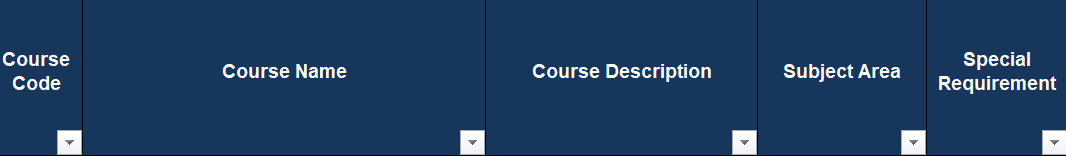 Course
Code
Course Name
Course Description
Subject Area
Special
Requirement